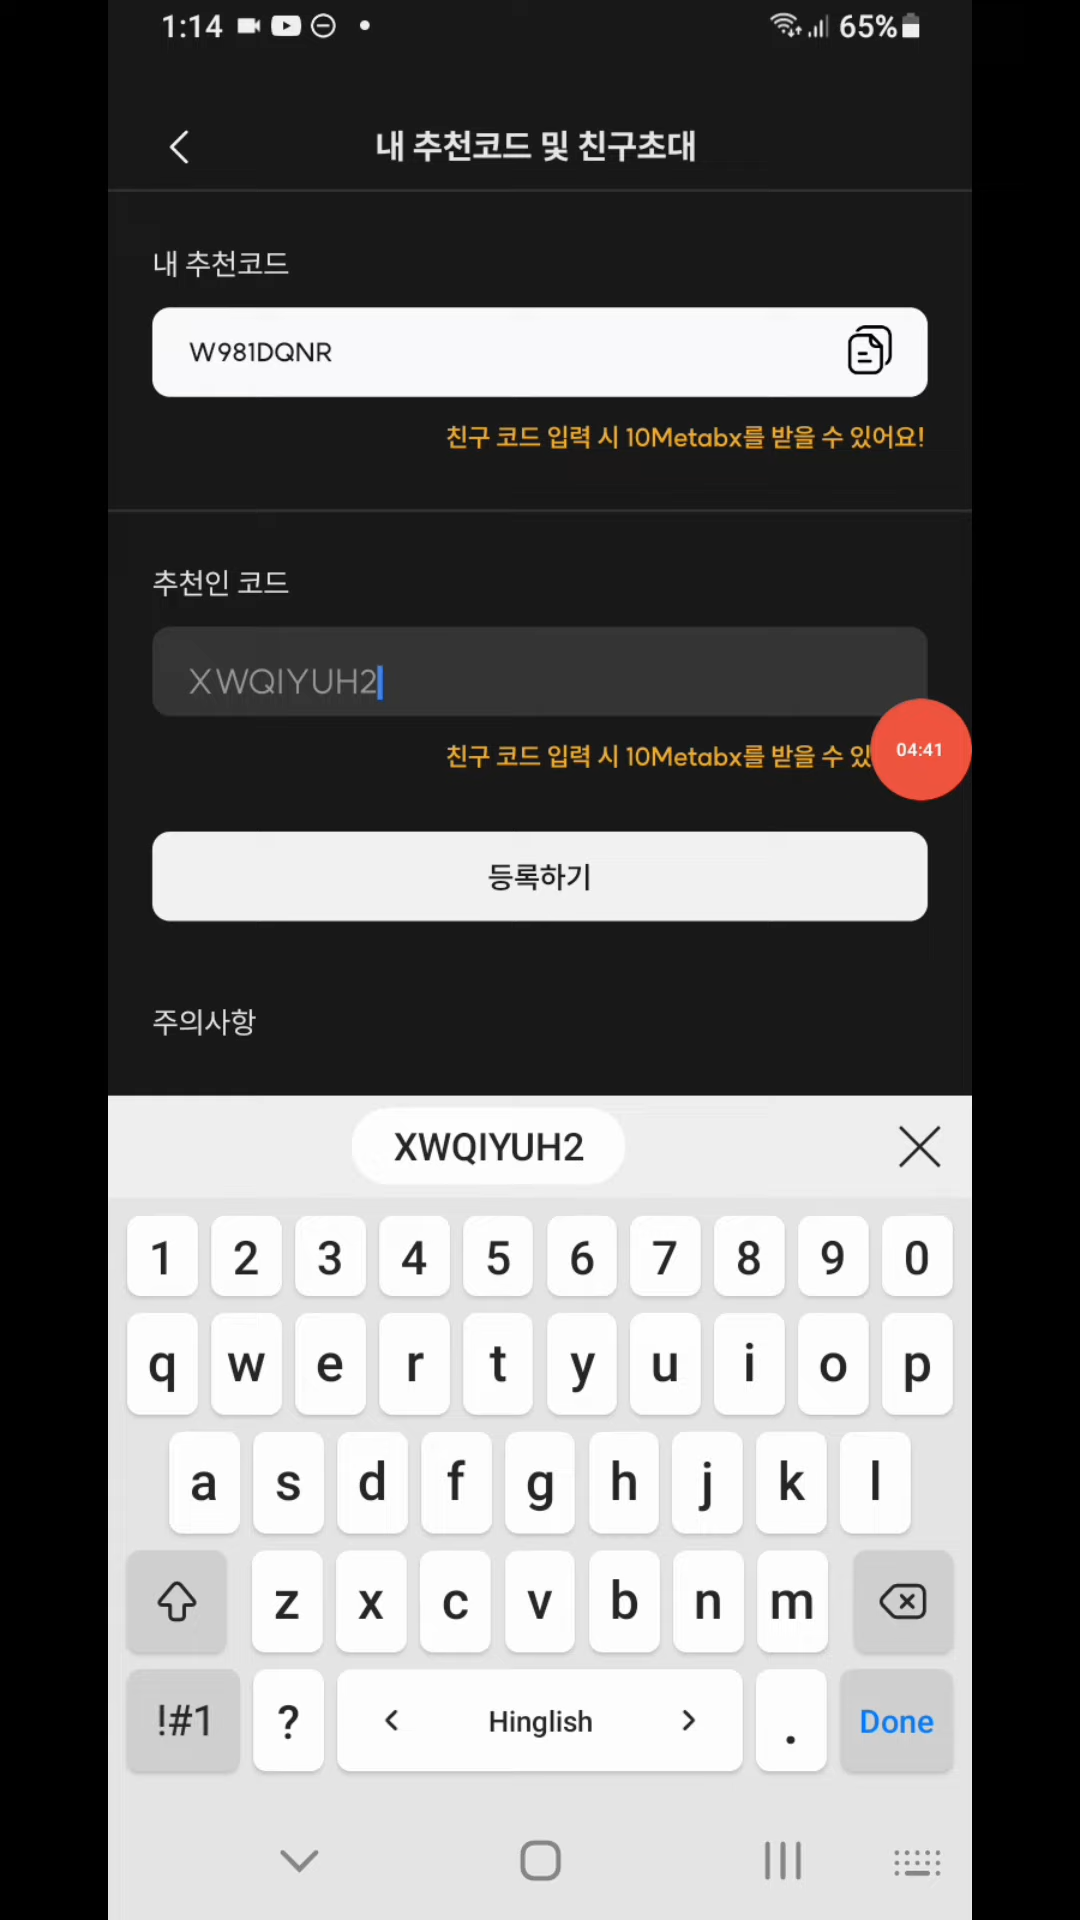 1:14 65%
내 추천코드 및 친구초대
내 추천코드
W981DQNR
친구 코드 입력 시 10Metabx를 받을 수 있어요!
추천인 코드
XWQIYUH2
친구 코드 입력 시 10Metabx를 받을 수 있
04:41
등록하기
주의사항
XWQIYUH2
1 2 3 4 5 6 7 8 9 0
q w e r t y u i o p
a s d f g h j k l
z x c v b n m
!#1 ? < Hinglish > . Done